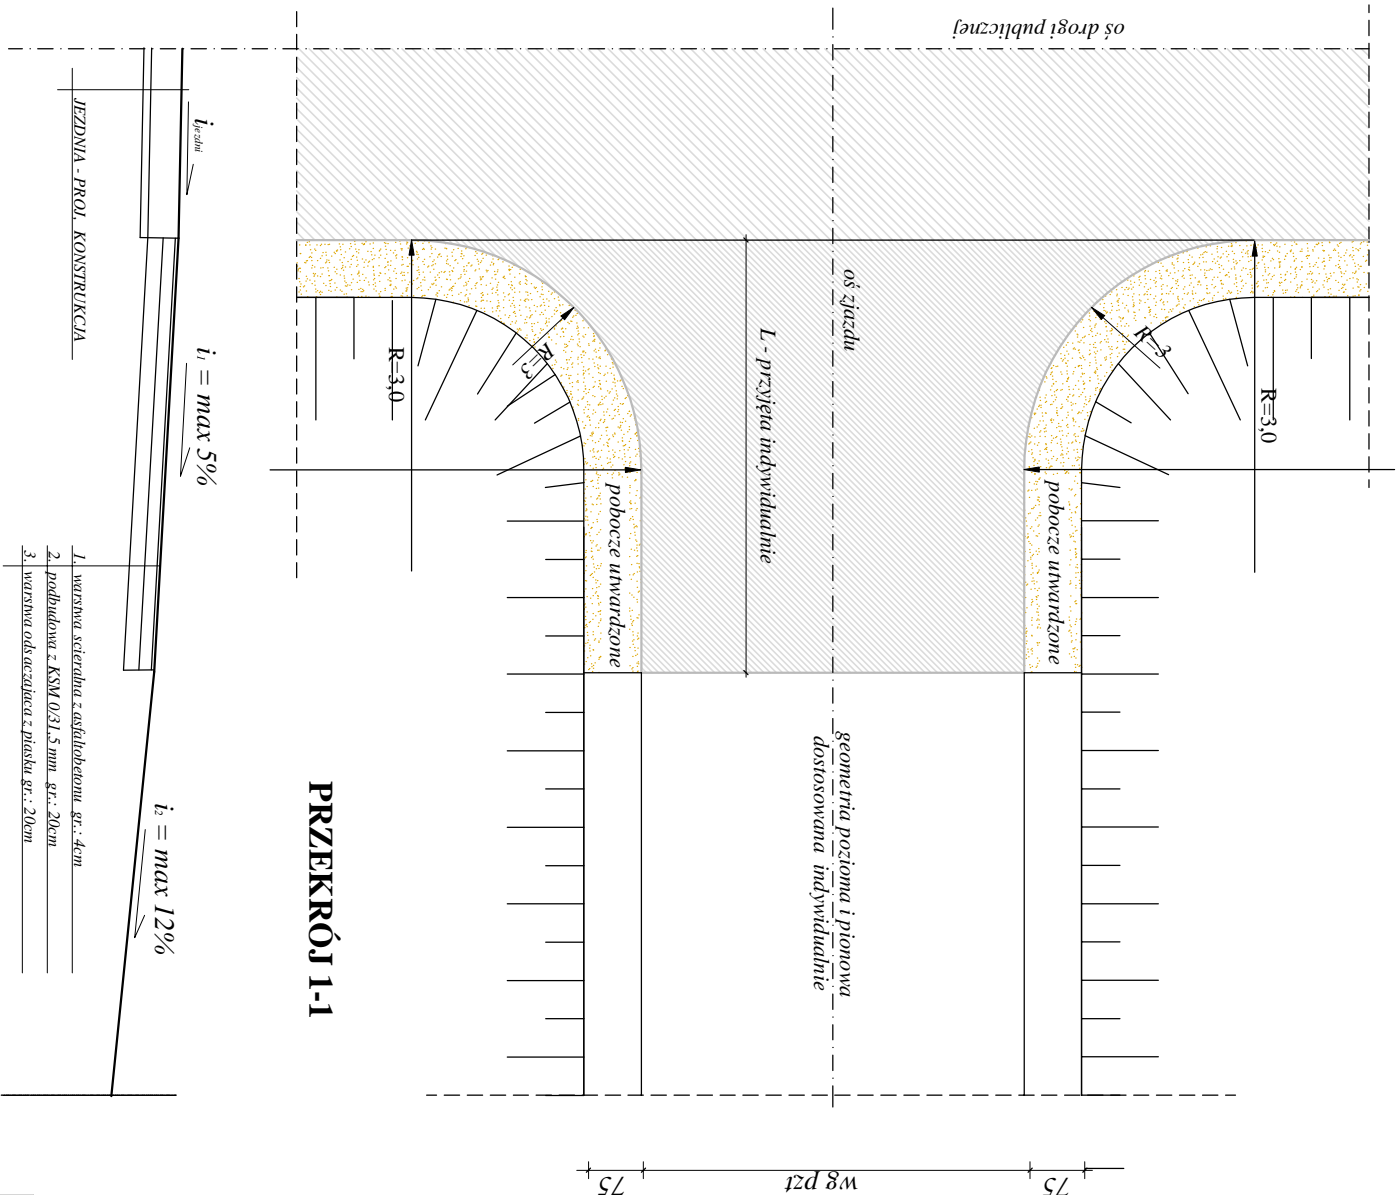 oś drogi publicznej
oś zjazdu
L - przyjęta indywidualnie
R=3,0
R=3
R=3
R=3,0
pobocze utwardzone
pobocze utwardzone
geometria pozioma i pionowa
dostosowana indywidualnie
75
wg pzt
75
PRZEKRÓJ 1-1
i jezdni
i₁ = max 5%
i₂ = max 12%
JEZDNIA - PROJ. KONSTRUKCJA
1. warstwa scieralna z asfaltobetonu gr.: 4cm
2. podbudowa z KSM 0/31.5 mm gr.: 20cm
3. warstwa ods aczajaca z piasku gr.: 20cm